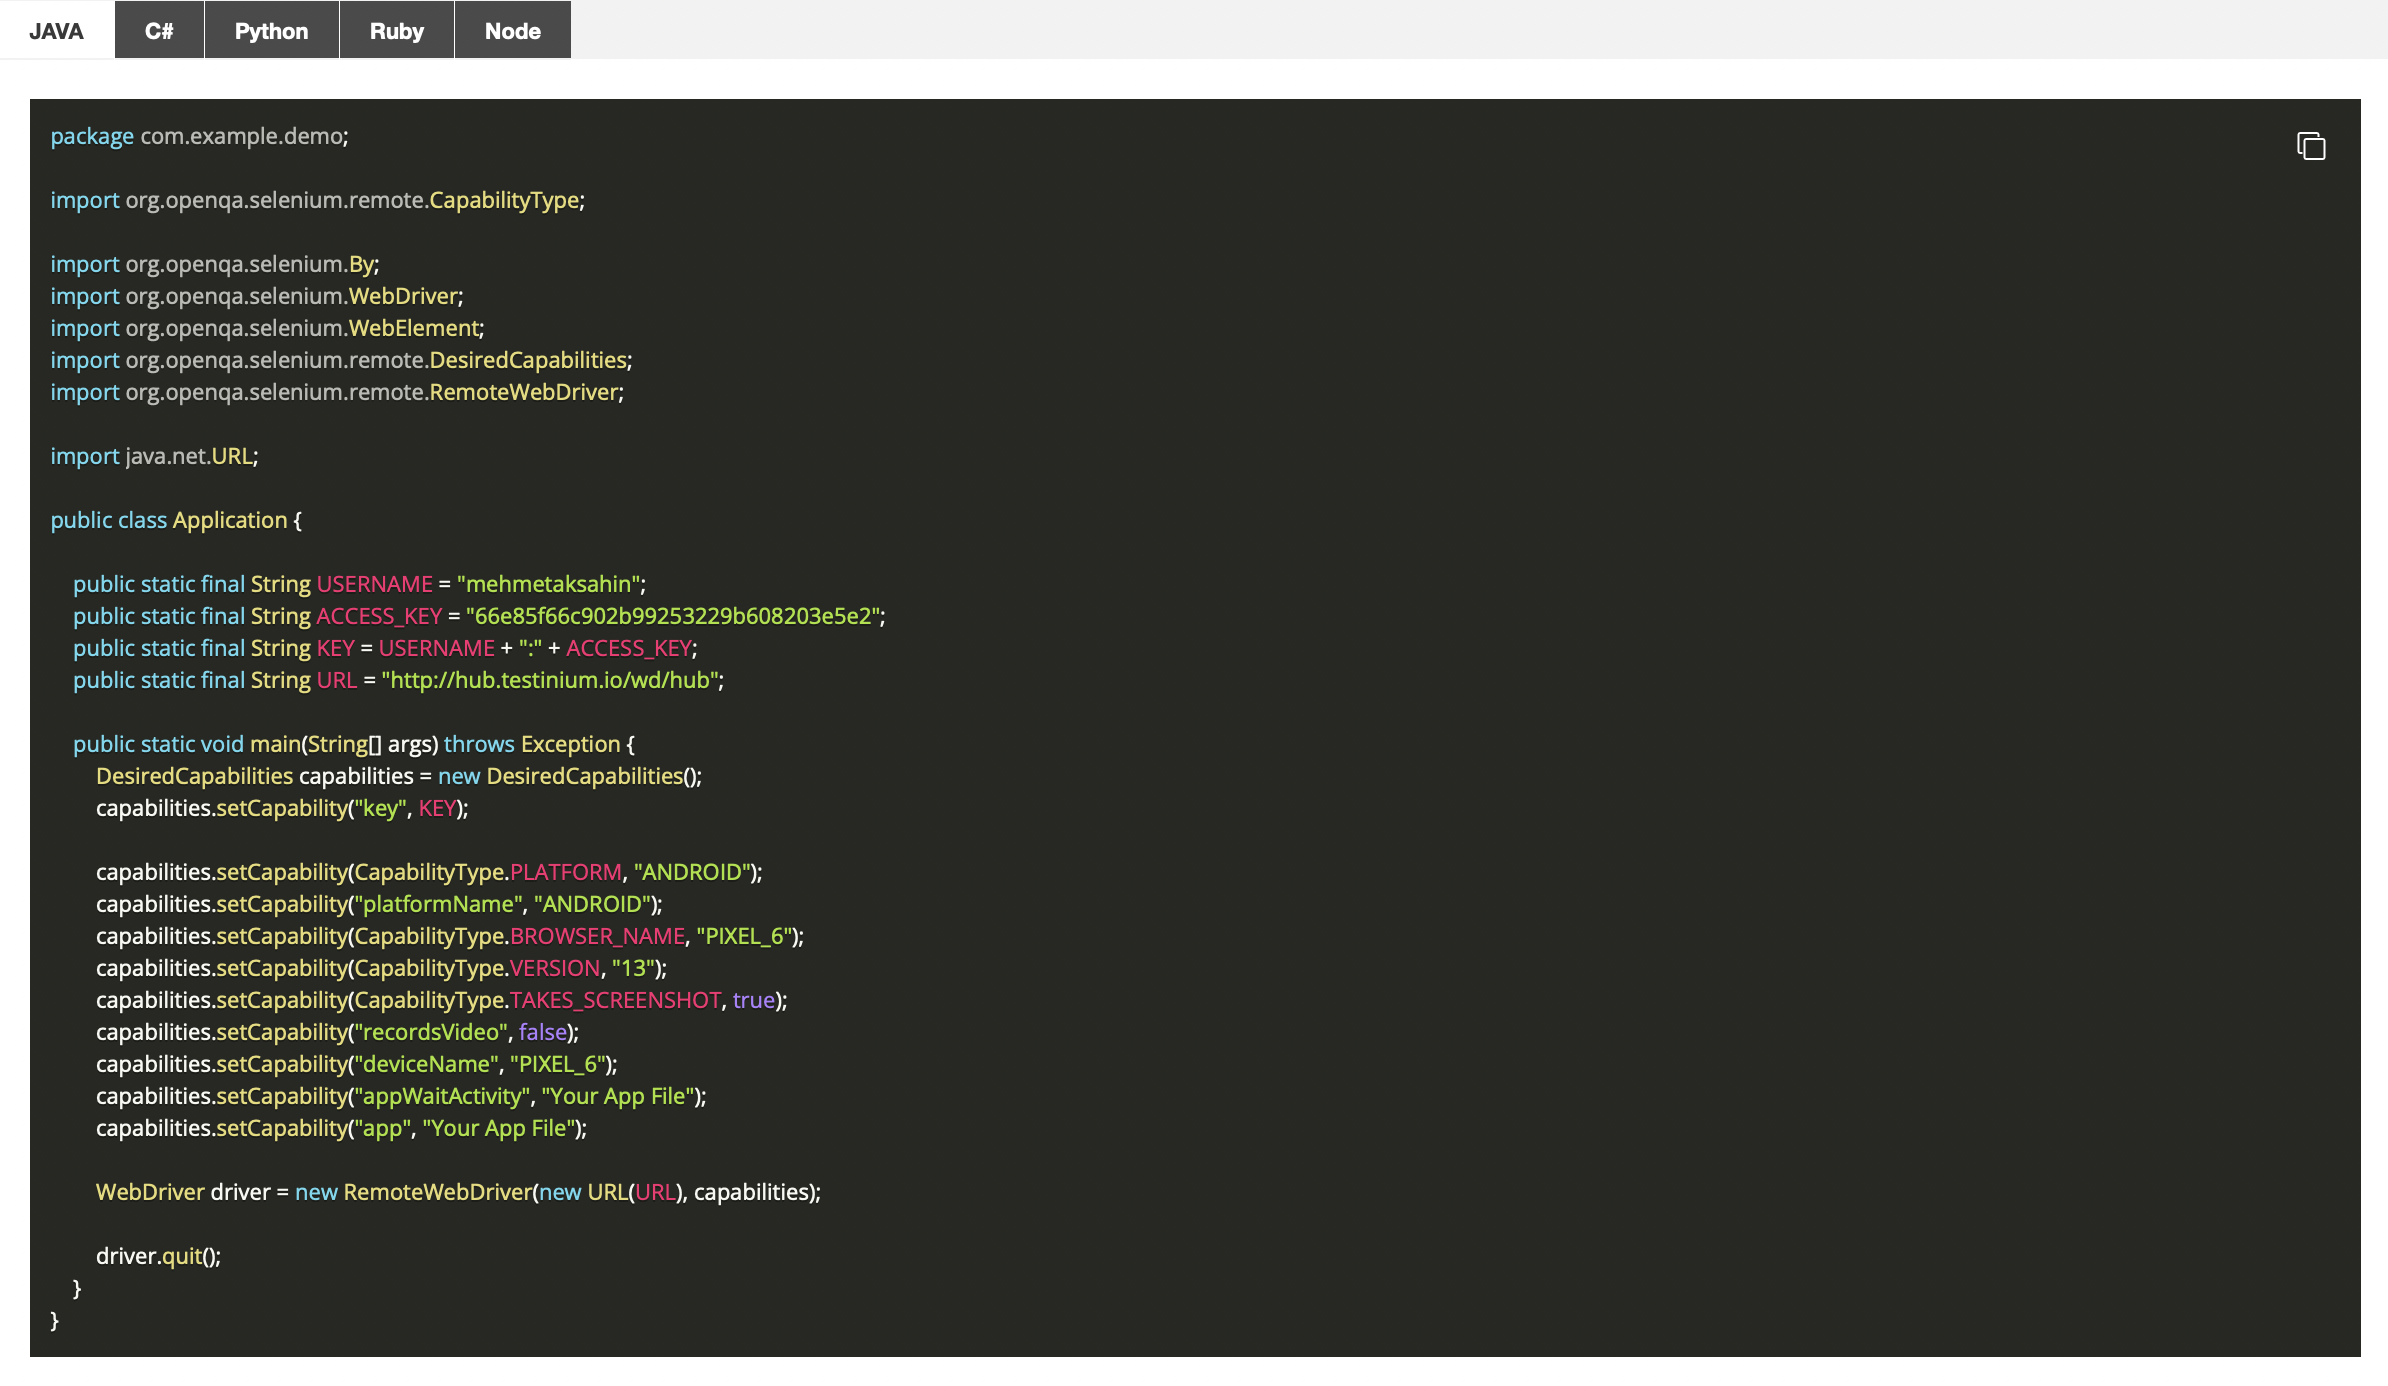 JAVA C# Python Ruby Node
package com.example.demo;
import org.openqa.selenium.remote.CapabilityType;
import org.openqa.selenium.By;
import org.openqa.selenium.WebDriver;
import org.openqa.selenium.WebElement;
import org.openqa.selenium.remote.DesiredCapabilities;
import org.openqa.selenium.remote.RemoteWebDriver;
import java.net.URL;
public class Application {
public static final String USERNAME = "mehmetaksahin";
public static final String ACCESS_KEY = "66e85f66c902b99253229b608203e5e2";
public static final String KEY = USERNAME + ":" + ACCESS_KEY;
public static final String URL = "http://hub.testinium.io/wd/hub";
public static void main(String[] args) throws Exception {
DesiredCapabilities capabilities = new DesiredCapabilities();
capabilities.setCapability("key", KEY);
capabilities.setCapability(CapabilityType.PLATFORM, "ANDROID");
capabilities.setCapability("platformName", "ANDROID");
capabilities.setCapability(CapabilityType.BROWSER_NAME, "PIXEL_6");
capabilities.setCapability(CapabilityType.VERSION, "13");
capabilities.setCapability(CapabilityType.TAKES_SCREENSHOT, true);
capabilities.setCapability("recordsVideo", false);
capabilities.setCapability("deviceName", "PIXEL_6");
capabilities.setCapability("appWaitActivity", "Your App File");
capabilities.setCapability("app", "Your App File");
WebDriver driver = new RemoteWebDriver(new URL(URL), capabilities);
driver.quit();
}
}